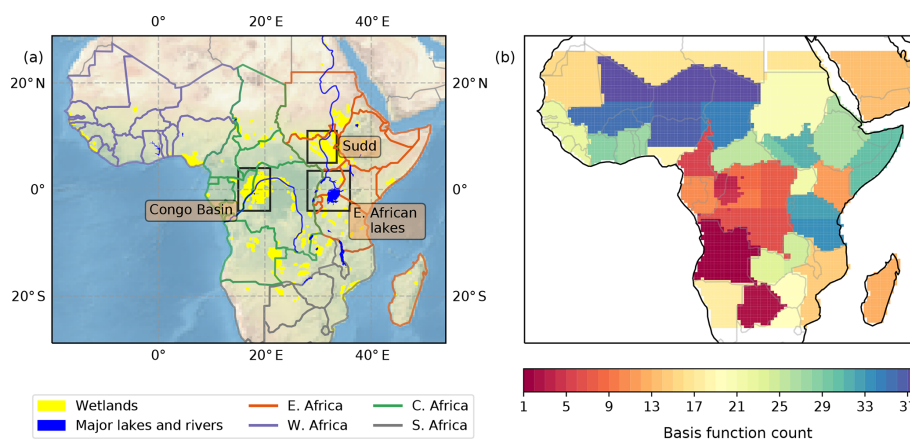 0° 20° E 40° E
(a)
(b)
20° N
20° N
Sudd
0°
0°
Congo Basin
E. African
lakes
20° S
20° S
0° 20° E 40° E
Wetlands
Major lakes and rivers
E. Africa
W. Africa
C. Africa
S. Africa
1 5 9 13 17 21 25 29 33 37
Basis function count